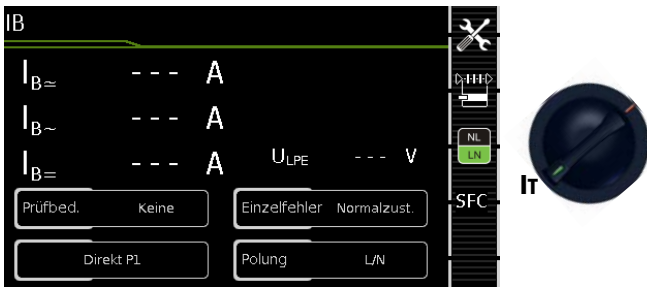 IB
IB≂ --- A
IB~ --- A
IB= --- A
ULPE --- V
Prüfbed. Keine
Einzelfehler Normalzust.
Direkt P1
Polung L/N
NL
LN
SFC
IT